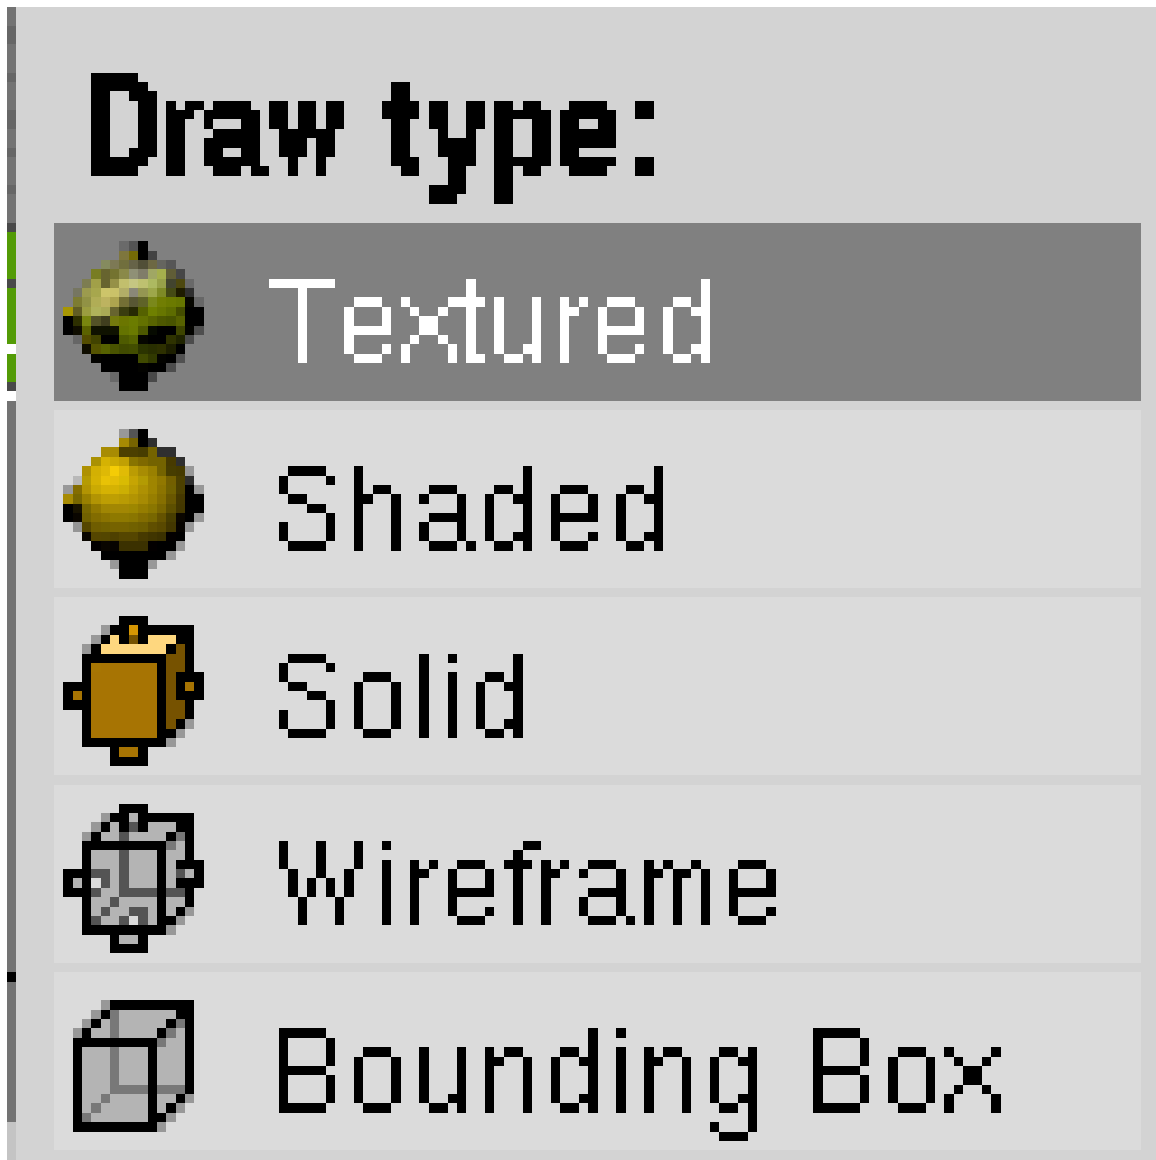 Draw type:
Textured
Shaded
Solid
Wireframe
Bounding Box